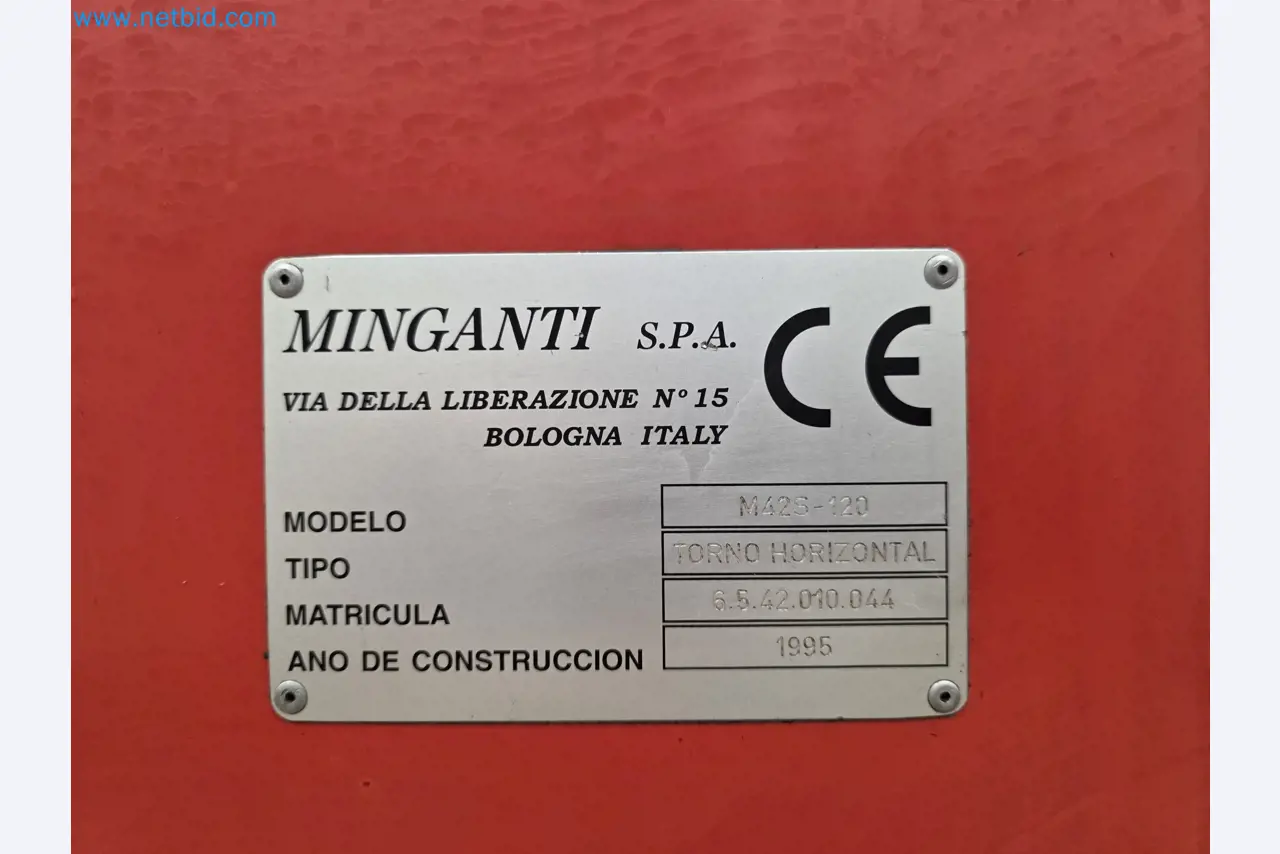 www.netbid.com
MINGANTI S.P.A.
CE
VIA DELLA LIBERAZIONE Nº 15
BOLOGNA ITALY
MODELO M42S-120
TIPO TORNO HORIZONTAL
MATRICULA 6.5.42.010.044
ANO DE CONSTRUCCION 1995